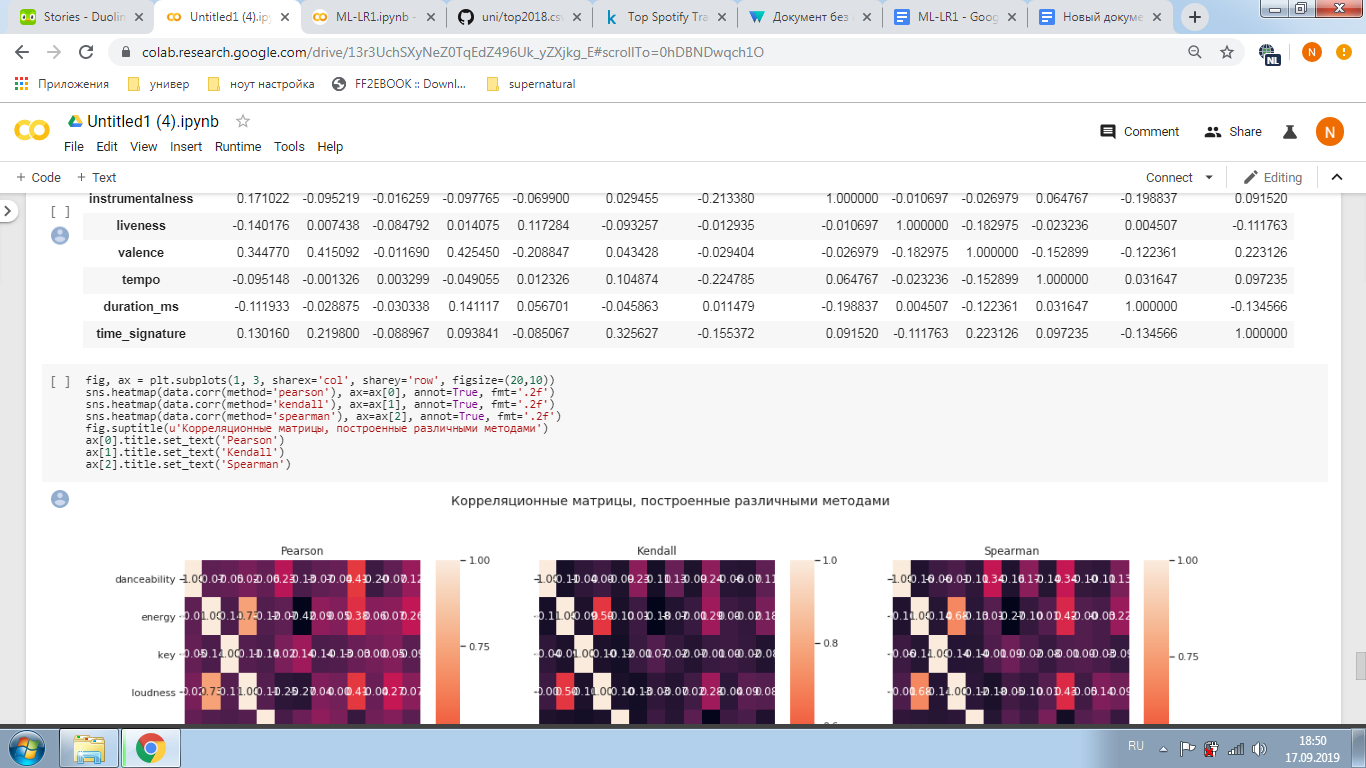 Stories - Duolin
Untitled1 (4).ipy
ML-LR1.ipynb -
uni/top2018.csv
Top Spotify Tra
Документ без
ML-LR1 - Goog
Новый докуме
colab.research.google.com/drive/13r3UchSXyNeZ0TqEdZ496Uk_yZXjkg_E#scrollTo=0hDBNDwqch1O
NL
N
Приложения
универ
ноут настройка
FF2EBOOK :: Downl...
supernatural
Untitled1 (4).ipynb
File Edit View Insert Runtime Tools Help
Comment
Share
N
+ Code + Text
Connect
Editing
instrumentalness 0.171022 -0.095219 -0.016259 -0.097765 -0.069900 0.029455 -0.213380 1.000000 -0.010697 -0.026979 0.064767 -0.198837 0.091520
liveness -0.140176 0.007438 -0.084792 0.014075 0.117284 -0.093257 -0.012935 -0.010697 1.000000 -0.182975 -0.023236 0.004507 -0.111763
valence 0.344770 0.415092 -0.011690 0.425450 -0.208847 0.043428 -0.029404 -0.026979 -0.182975 1.000000 -0.152899 -0.122361 0.223126
tempo -0.095148 -0.001326 0.003299 -0.049055 0.012326 0.104874 -0.224785 0.064767 -0.023236 -0.152899 1.000000 0.031647 0.097235
duration_ms -0.111933 -0.028875 -0.030338 0.141117 0.056701 -0.045863 0.011479 -0.198837 0.004507 -0.122361 0.031647 1.000000 -0.134566
time_signature 0.130160 0.219800 -0.088967 0.093841 -0.085067 0.325627 -0.155372 0.091520 -0.111763 0.223126 0.097235 -0.134566 1.000000
[ ]
[ ] fig, ax = plt.subplots(1, 3, sharex='col', sharey='row', figsize=(20,10))
sns.heatmap(data.corr(method='pearson'), ax=ax[0], annot=True, fmt='.2f')
sns.heatmap(data.corr(method='kendall'), ax=ax[1], annot=True, fmt='.2f')
sns.heatmap(data.corr(method='spearman'), ax=ax[2], annot=True, fmt='.2f')
fig.suptitle(u'Корреляционные матрицы, построенные различными методами')
ax[0].title.set_text('Pearson')
ax[1].title.set_text('Kendall')
ax[2].title.set_text('Spearman')
Корреляционные матрицы, построенные различными методами
Pearson
Kendall
Spearman
danceability
energy
key
loudness
1.00
0.75
1.0
0.8
1.00
0.75
RU
18:50
17.09.2019